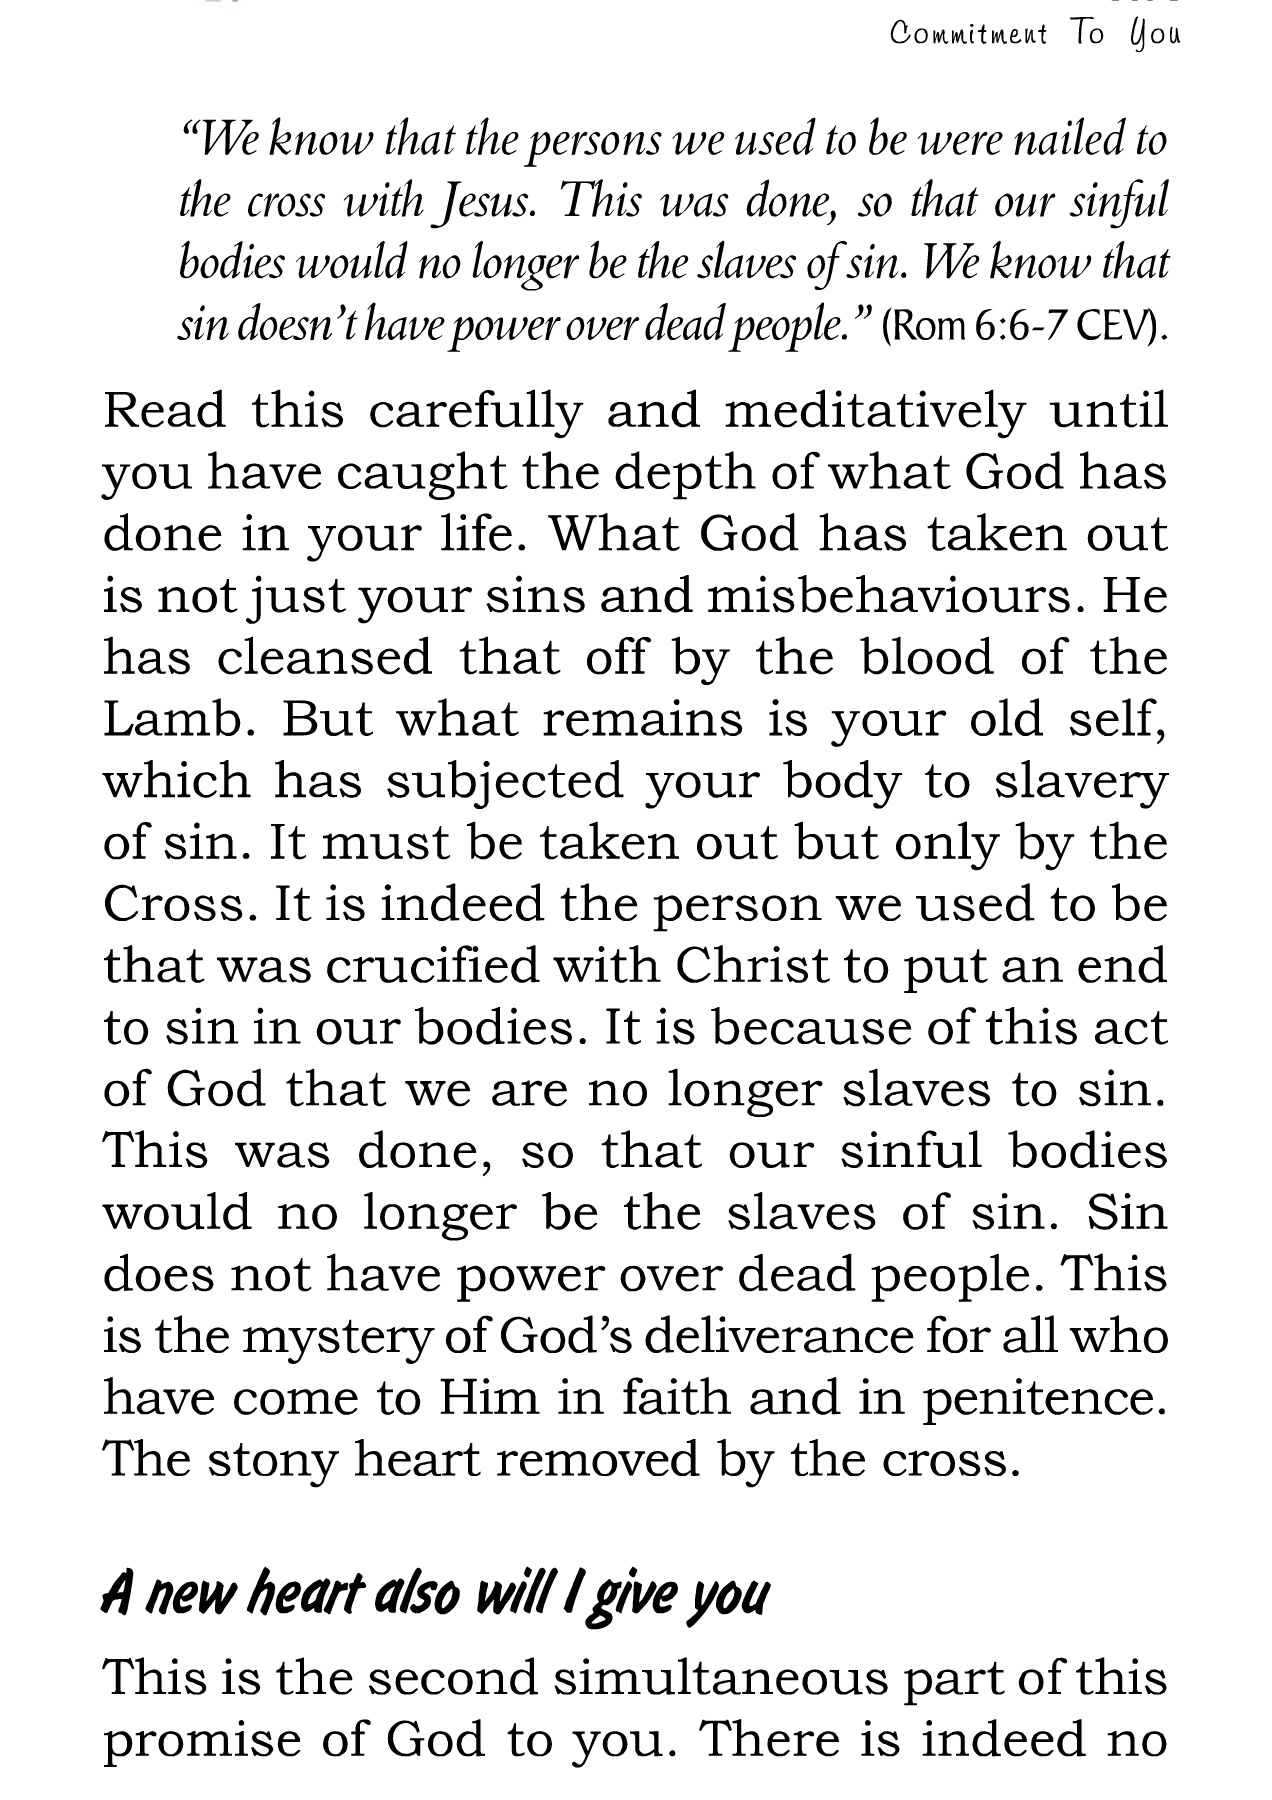 Commitment To You
“We know that the persons we used to be were nailed to
the cross with Jesus. This was done, so that our sinful
bodies would no longer be the slaves of sin. We know that
sin doesn’t have power over dead people.” (Rom 6:6-7 CEV).
Read this carefully and meditatively until
you have caught the depth of what God has
done in your life. What God has taken out
is not just your sins and misbehaviours. He
has cleansed that off by the blood of the
Lamb. But what remains is your old self,
which has subjected your body to slavery
of sin. It must be taken out but only by the
Cross. It is indeed the person we used to be
that was crucified with Christ to put an end
to sin in our bodies. It is because of this act
of God that we are no longer slaves to sin.
This was done, so that our sinful bodies
would no longer be the slaves of sin. Sin
does not have power over dead people. This
is the mystery of God’s deliverance for all who
have come to Him in faith and in penitence.
The stony heart removed by the cross.
A new heart also will I give you
This is the second simultaneous part of this
promise of God to you. There is indeed no